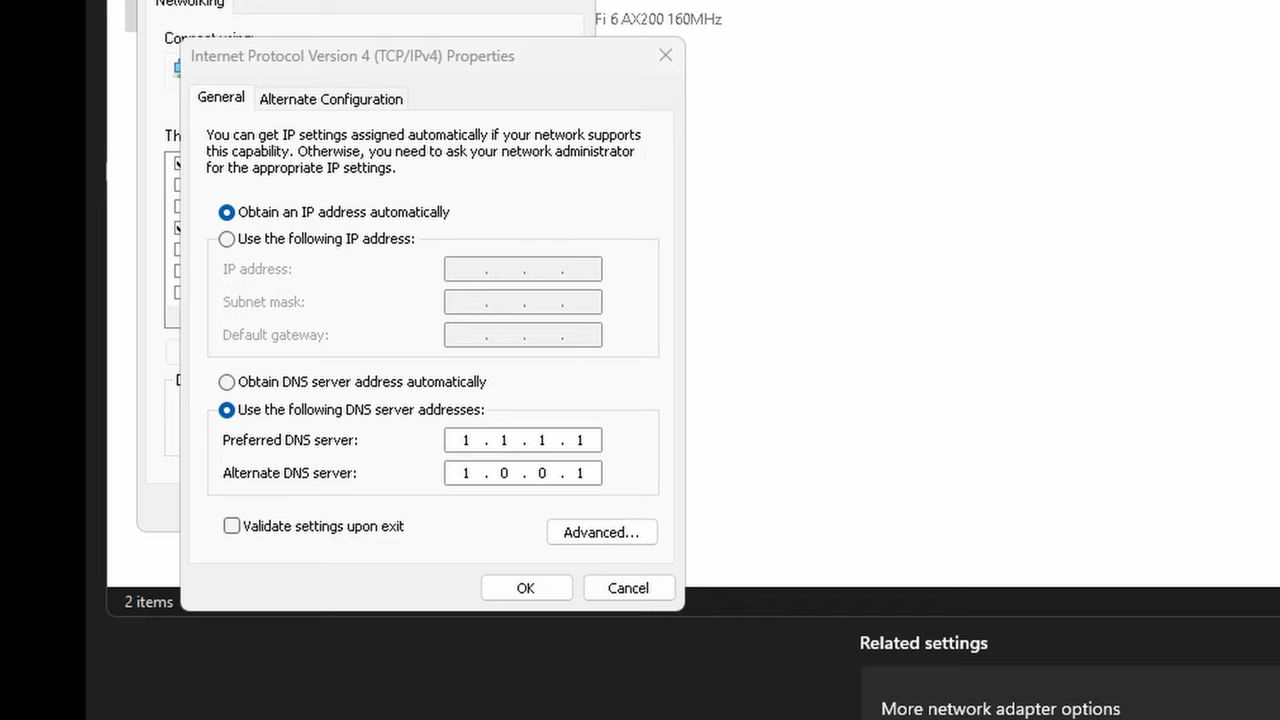 Networking
Fi 6 AX200 160MHz
Connect using:
Internet Protocol Version 4 (TCP/IPv4) Properties
General
Alternate Configuration
Th
You can get IP settings assigned automatically if your network supports
this capability. Otherwise, you need to ask your network administrator
for the appropriate IP settings.
Obtain an IP address automatically
Use the following IP address:
IP address:
. . .
Subnet mask:
. . .
Default gateway:
. . .
Obtain DNS server address automatically
Use the following DNS server addresses:
Preferred DNS server:
1 . 1 . 1 . 1
Alternate DNS server:
1 . 0 . 0 . 1
Validate settings upon exit
Advanced...
OK
Cancel
2 items
Related settings
More network adapter options